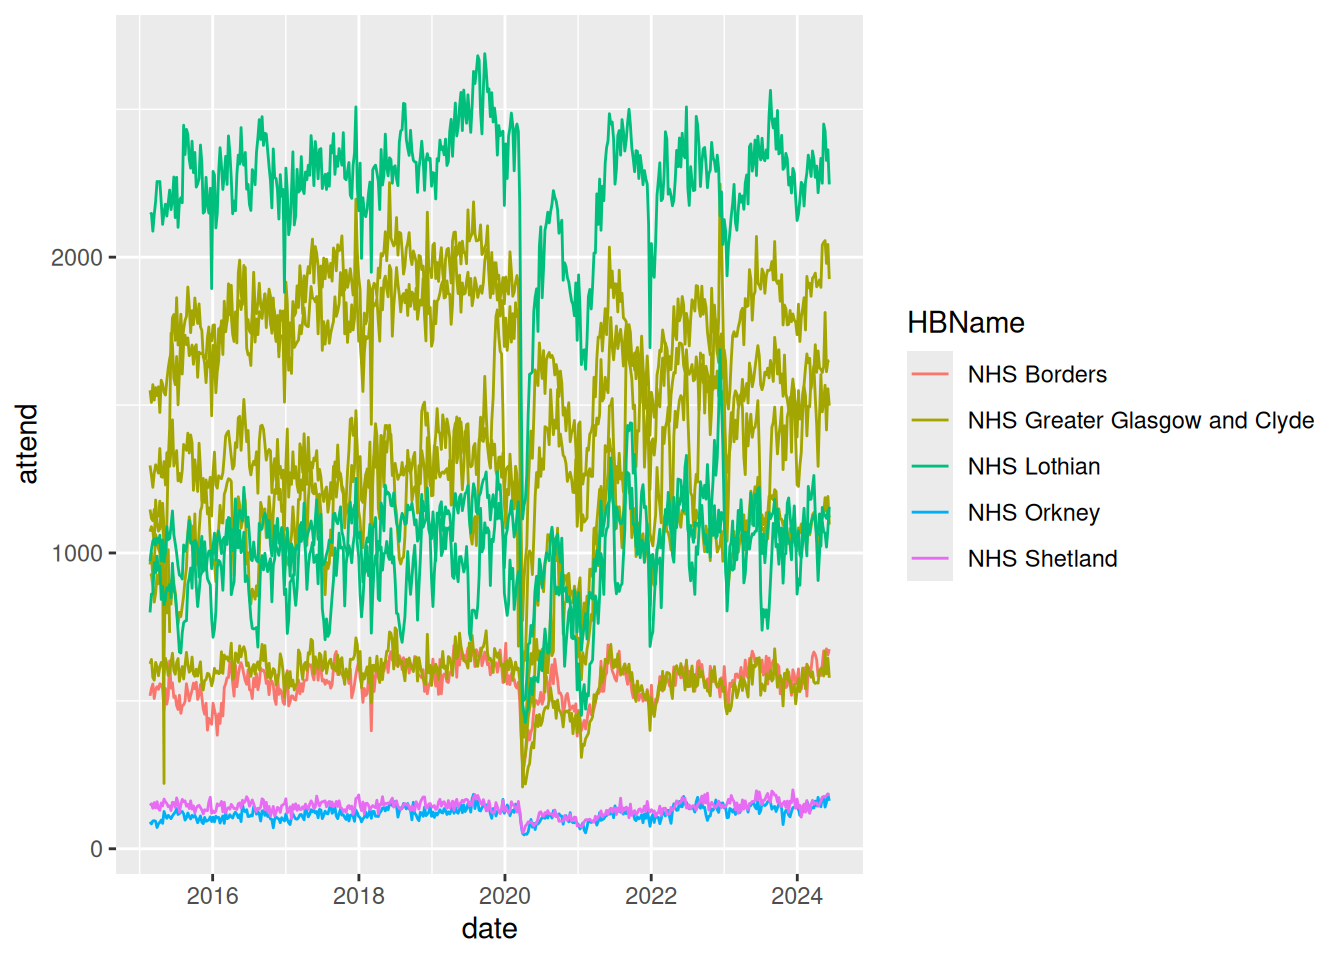 2000
1000
0
attend
2016 2018 2020 2022 2024
date
HBName
NHS Borders
NHS Greater Glasgow and Clyde
NHS Lothian
NHS Orkney
NHS Shetland